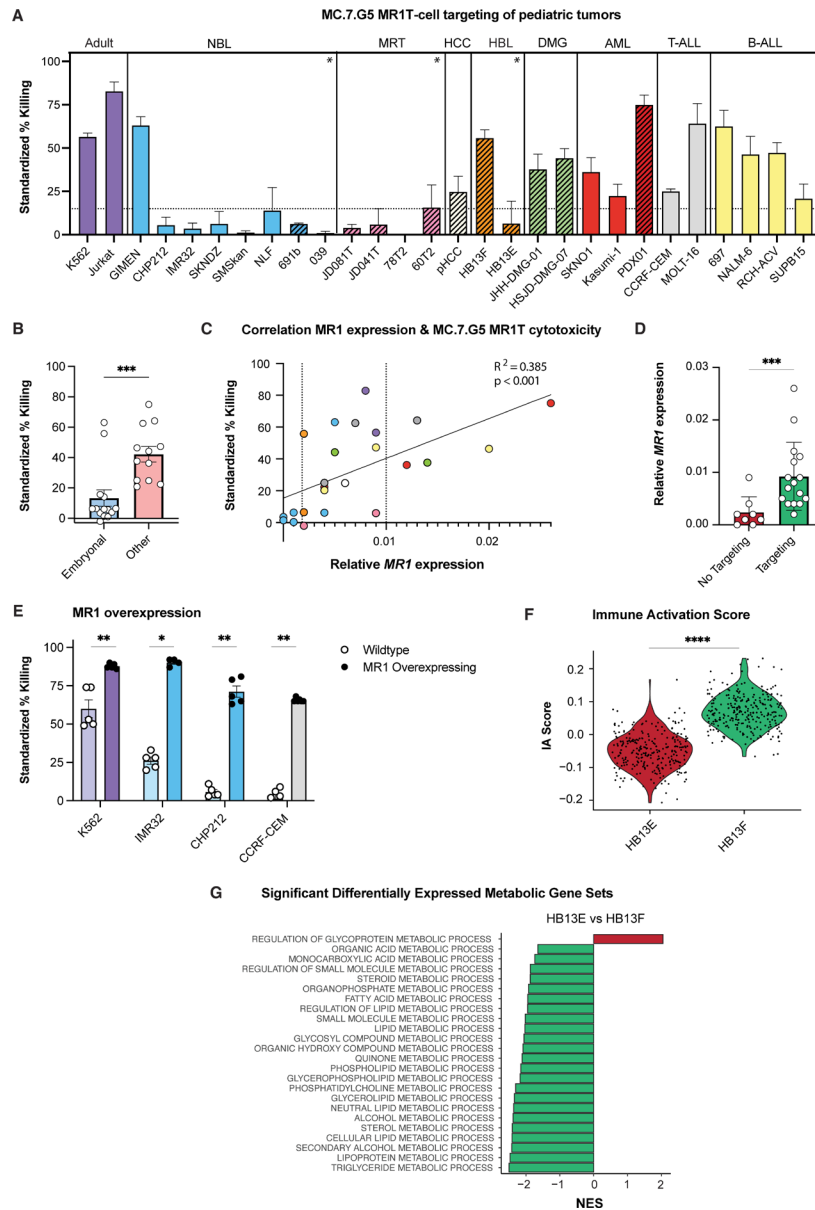 A
MC.7.G5 MR1T-cell targeting of pediatric tumors
Adult NBL MRT HCC HBL DMG AML T-ALL B-ALL
* * *
Standardized % Killing
100
75
50
25
0
K562 Jurkat GIMEN CHP212 IMR32 SKNDZ SMSkan NLF 691b 039 JD081T JD041T 78T2 60T2 pHCC HB13F HB13E JHH-DMG-01 HSJD-DMG-07 SKNO1 Kasumi-1 PDX01 CCRF-CEM MOLT-16 697 NALM-6 RCH-ACV SUPB15
B
***
Standardized % Killing
100
80
60
40
20
0
Embryonal Other
C
Correlation MR1 expression & MC.7.G5 MR1T cytotoxicity
R² = 0.385
p < 0.001
Standardized % Killing
100
80
60
40
20
0
0.01 0.02
Relative MR1 expression
D
***
Relative MR1 expression
0.03
0.02
0.01
0.00
No Targeting Targeting
E
MR1 overexpression
** * ** **
Wildtype
MR1 Overexpressing
Standardized % Killing
100
75
50
25
0
K562 IMR32 CHP212 CCRF-CEM
F
Immune Activation Score
****
IA Score
0.2
0.1
0.0
−0.1
−0.2
HB13E HB13F
G
Significant Differentially Expressed Metabolic Gene Sets
HB13E vs HB13F
REGULATION OF GLYCOPROTEIN METABOLIC PROCESS
ORGANIC ACID METABOLIC PROCESS
MONOCARBOXYLIC ACID METABOLIC PROCESS
REGULATION OF SMALL MOLECULE METABOLIC PROCESS
STEROID METABOLIC PROCESS
ORGANOPHOSPHATE METABOLIC PROCESS
FATTY ACID METABOLIC PROCESS
REGULATION OF LIPID METABOLIC PROCESS
SMALL MOLECULE METABOLIC PROCESS
LIPID METABOLIC PROCESS
GLYCOSYL COMPOUND METABOLIC PROCESS
ORGANIC HYDROXY COMPOUND METABOLIC PROCESS
QUINONE METABOLIC PROCESS
PHOSPHOLIPID METABOLIC PROCESS
GLYCEROPHOSPHOLIPID METABOLIC PROCESS
PHOSPHATIDYLCHOLINE METABOLIC PROCESS
GLYCEROLIPID METABOLIC PROCESS
NEUTRAL LIPID METABOLIC PROCESS
ALCOHOL METABOLIC PROCESS
STEROL METABOLIC PROCESS
CELLULAR LIPID METABOLIC PROCESS
SECONDARY ALCOHOL METABOLIC PROCESS
LIPOPROTEIN METABOLIC PROCESS
TRIGLYCERIDE METABOLIC PROCESS
−2 −1 0 1 2
NES